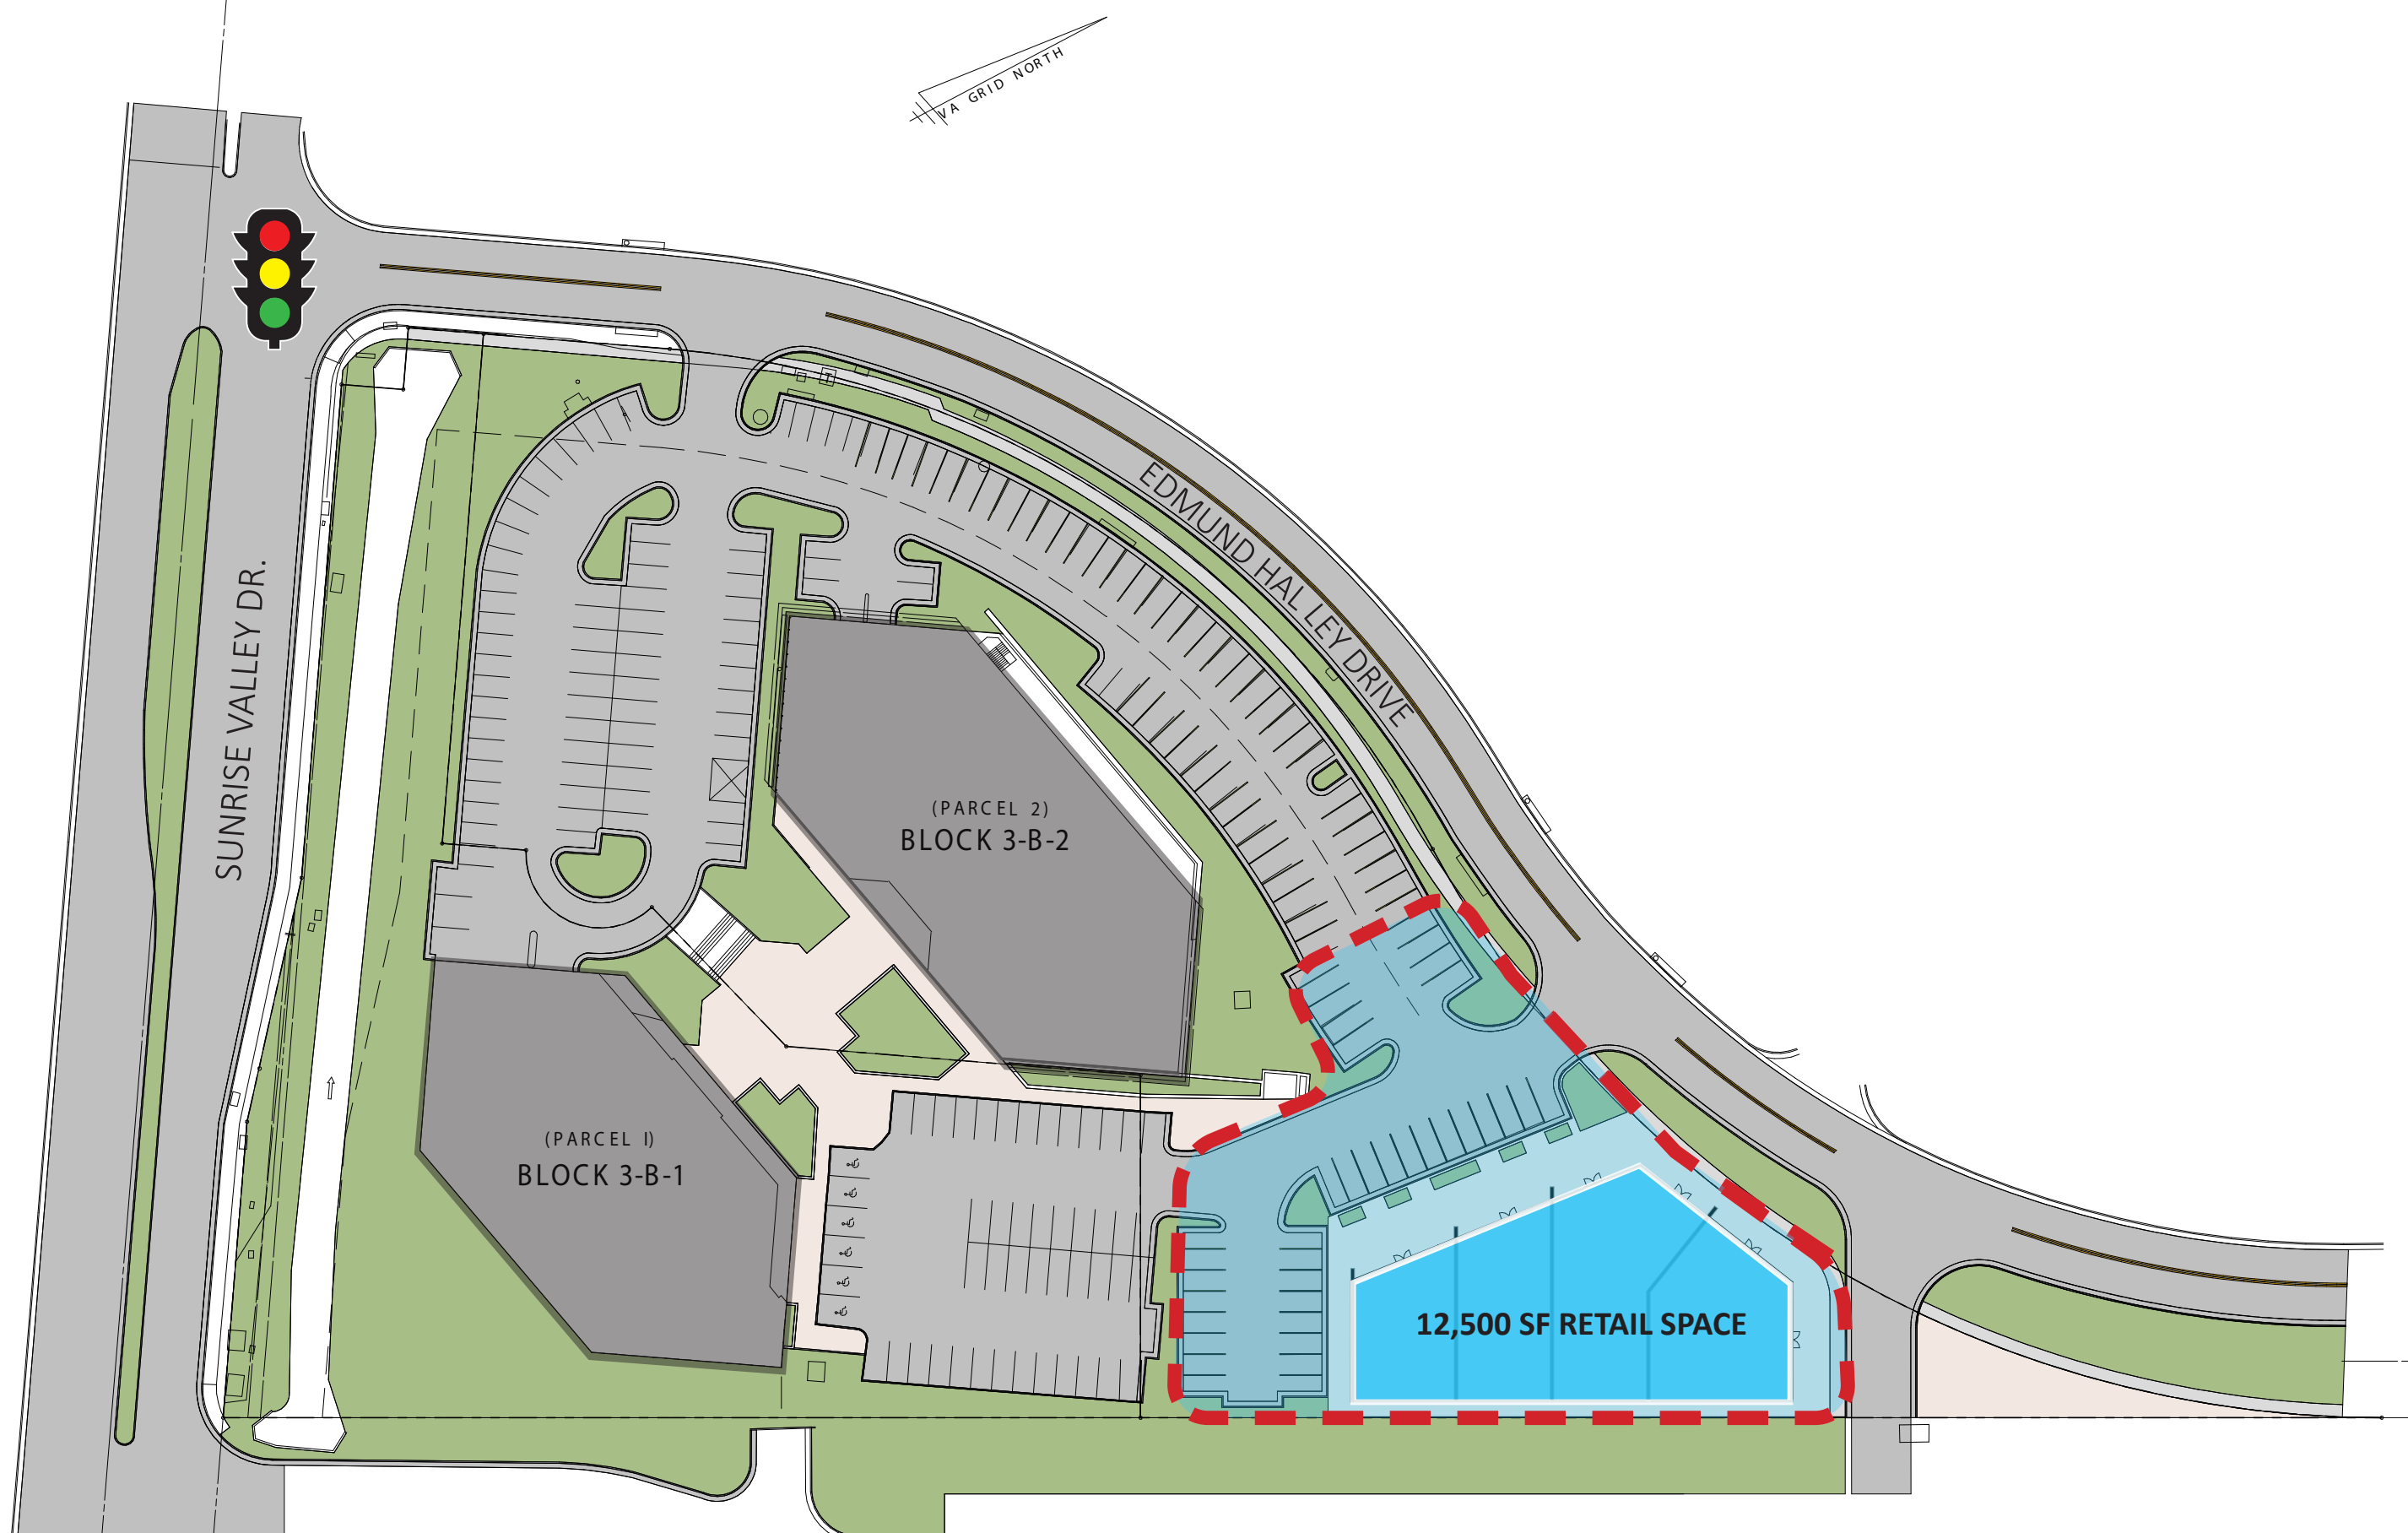 VA GRID NORTH
EDMUND HALLEY DRIVE
SUNRISE VALLEY DR.
(PARCEL 2)
BLOCK 3-B-2
(PARCEL I)
BLOCK 3-B-1
12,500 SF RETAIL SPACE